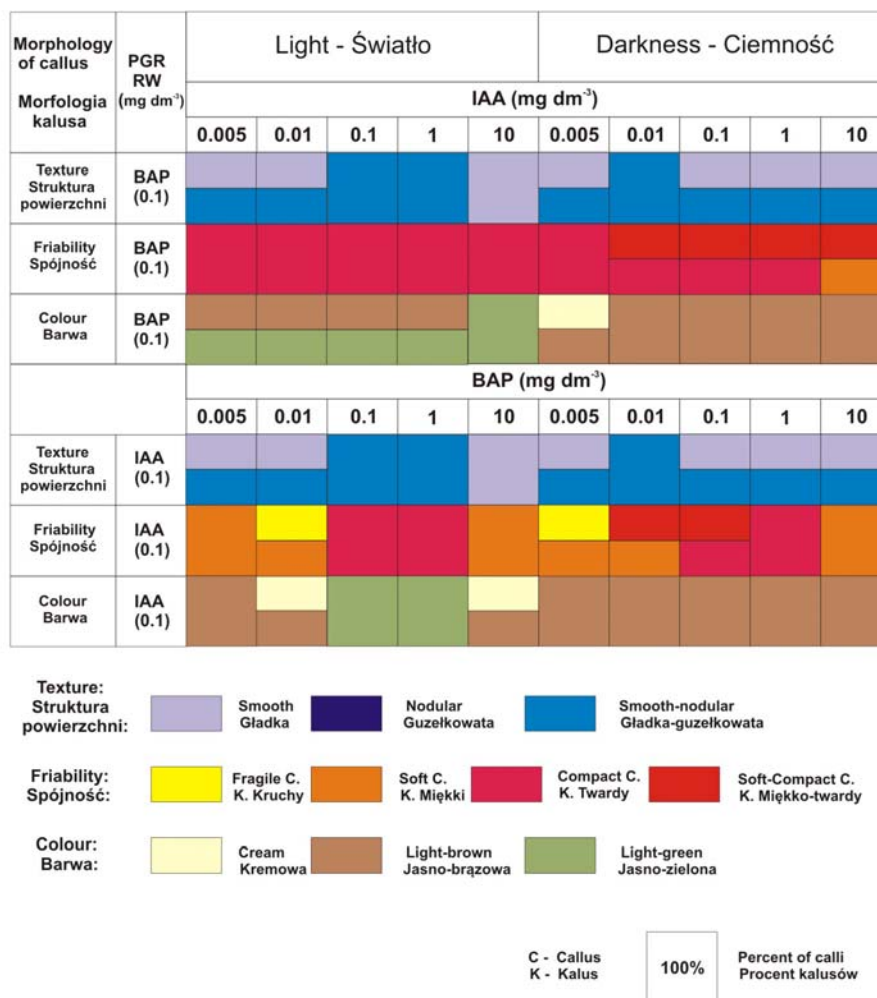 Morphology
of callus
Morfologia
kalusa
PGR
RW
(mg dm⁻³)
Light - Światło
Darkness - Ciemność
IAA (mg dm⁻³)
0.005 0.01 0.1 1 10 0.005 0.01 0.1 1 10
Texture
Struktura
powierzchni
BAP
(0.1)
Friability
Spójność
BAP
(0.1)
Colour
Barwa
BAP
(0.1)
BAP (mg dm⁻³)
0.005 0.01 0.1 1 10 0.005 0.01 0.1 1 10
Texture
Struktura
powierzchni
IAA
(0.1)
Friability
Spójność
IAA
(0.1)
Colour
Barwa
IAA
(0.1)
Texture:
Struktura
powierzchni:
Smooth
Gładka
Nodular
Guzełkowata
Smooth-nodular
Gładka-guzełkowata
Friability:
Spójność:
Fragile C.
K. Kruchy
Soft C.
K. Miękki
Compact C.
K. Twardy
Soft-Compact C.
K. Miękko-twardy
Colour:
Barwa:
Cream
Kremowa
Light-brown
Jasno-brązowa
Light-green
Jasno-zielona
C - Callus
K - Kalus
100%
Percent of calli
Procent kalusów